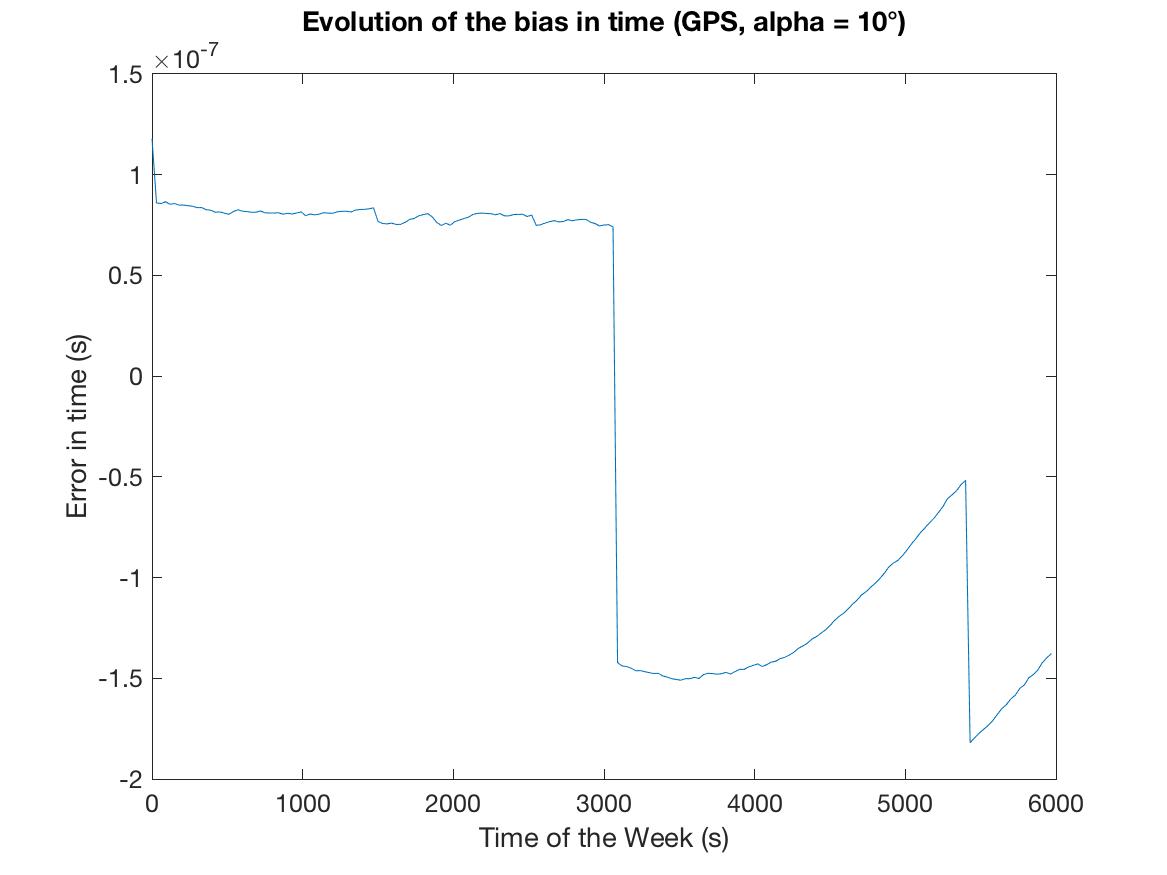 Evolution of the bias in time (GPS, alpha = 10°)
×10-7
1.5
1
0.5
0
-0.5
-1
-1.5
-2
Error in time (s)
0 1000 2000 3000 4000 5000 6000
Time of the Week (s)